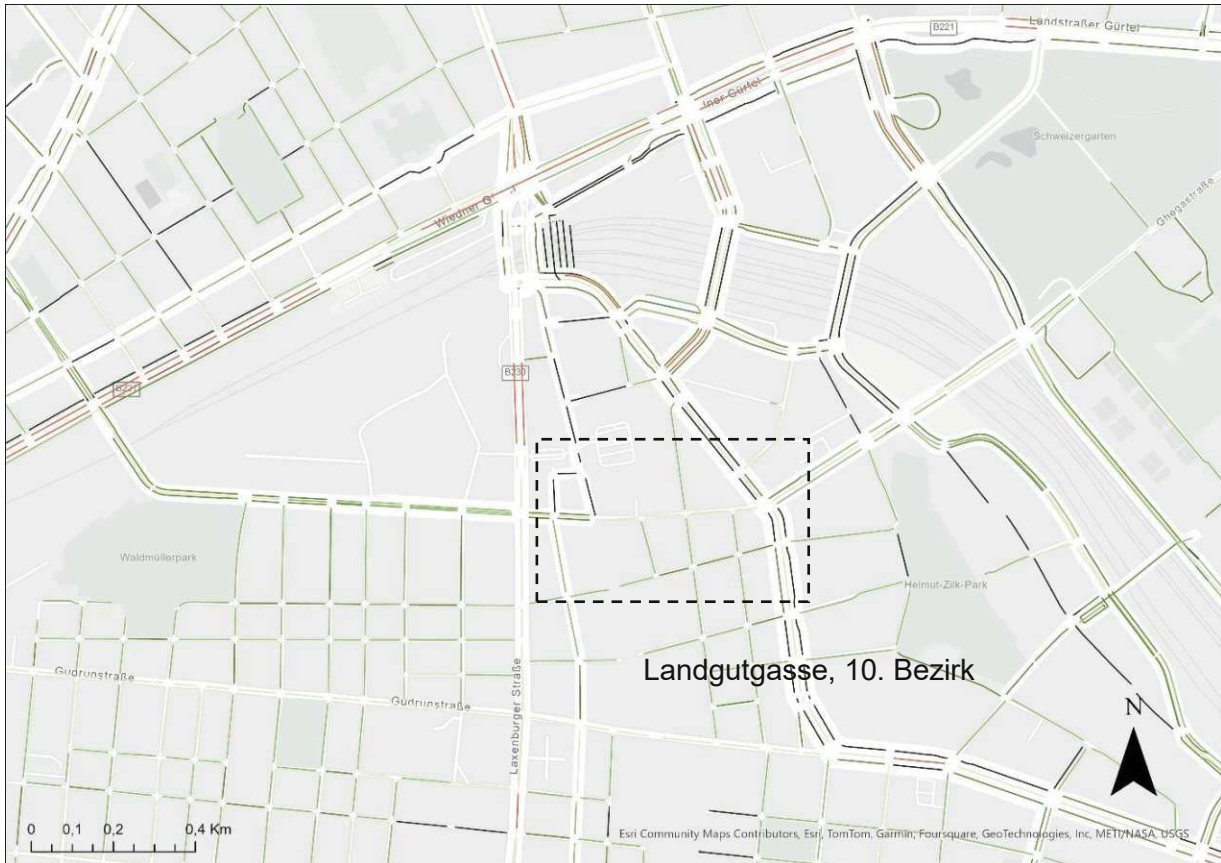 Landstraßer Gürtel
B221
Iner Gürtel
Schweizergarten
Ghegastraße
Wiedner G
B230
B221
Waldmüllerpark
Helmut-Zilk-Park
Landgutgasse, 10. Bezirk
Laxenburger Straße
Gudrunstraße
Gudrunstraße
N
0 0,1 0,2 0,4 Km
Esri Community Maps Contributors, Esri, TomTom, Garmin, Foursquare, GeoTechnologies, Inc, METI/NASA, USGS